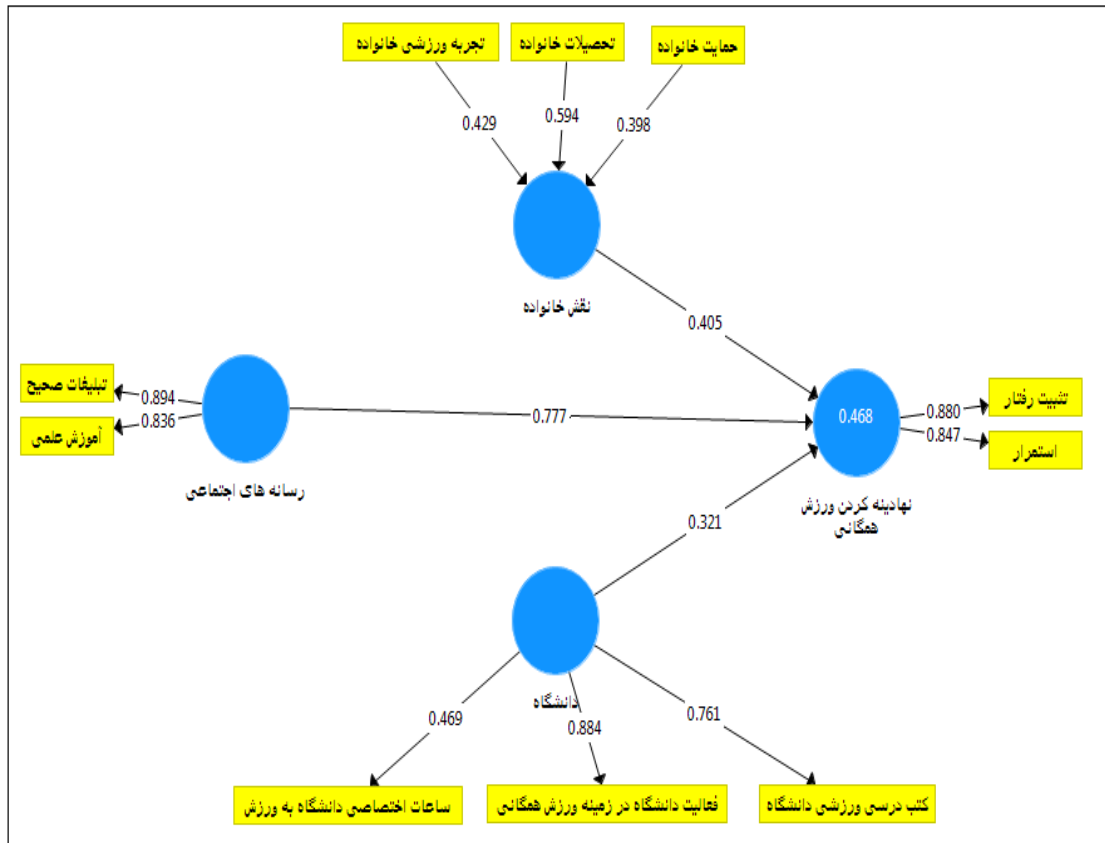 تجربه ورزشی خانواده
تحصیلات خانواده
حمایت خانواده
0.429
0.594
0.398
نقش خانواده
0.405
تبلیغات صحیح
آموزش علمی
0.894
0.836
رسانه های اجتماعی
0.777
0.468
0.880
0.847
تثبیت رفتار
استمرار
نهادینه کردن ورزش
همگانی
0.321
دانشگاه
0.469
0.884
0.761
ساعات اختصاصی دانشگاه به ورزش
فعالیت دانشگاه در زمینه ورزش همگانی
کتب درسی ورزشی دانشگاه